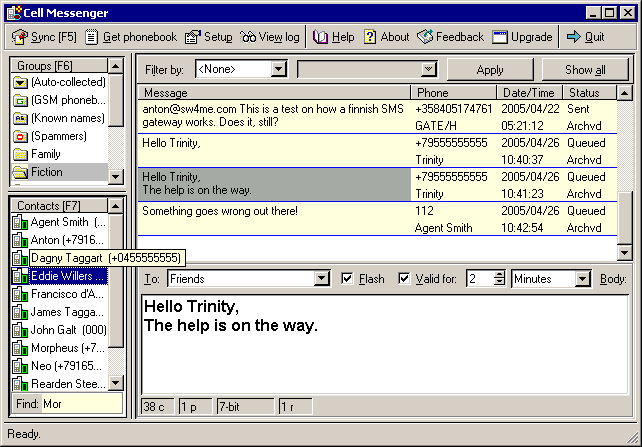 Cell Messenger
Sync [F5] Get phonebook Setup View log Help About Feedback Upgrade Quit
Groups [F6]
(Auto-collected)
(GSM phoneb...
(Known names)
(Spammers)
Family
Fiction
Contacts [F7]
Agent Smith (...
Anton (+7916...
Dagny Taggart (+0455555555)
Eddie Willers ...
Francisco d'A...
James Tagga...
John Galt (000)
Morpheus (+7...
Neo (+79165...
Rearden Stee...
Find: Mor
Filter by: <None> Apply Show all
Message Phone Date/Time Status
anton@sw4me.com This is a test on how a finnish SMS +358405174761 2005/04/22 Sent
gateway works. Does it, still? GATE/H 05:21:12 Archvd
Hello Trinity, +79555555555 2005/04/26 Queued
Trinity 10:40:37 Archvd
Hello Trinity, +79555555555 2005/04/26 Queued
The help is on the way. Trinity 10:41:23 Archvd
Something goes wrong out there! 112 2005/04/26 Queued
Agent Smith 10:42:54 Archvd
To: Friends Flash Valid for: 2 Minutes Body:
Hello Trinity,
The help is on the way.
38 c 1 p 7-bit 1 r
Ready.